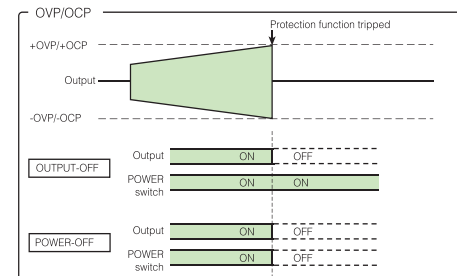 OVP/OCP
Protection function tripped
+OVP/+OCP
Output
-OVP/-OCP
OUTPUT-OFF
Output ON OFF
POWER switch ON ON
POWER-OFF
Output ON OFF
POWER switch ON OFF